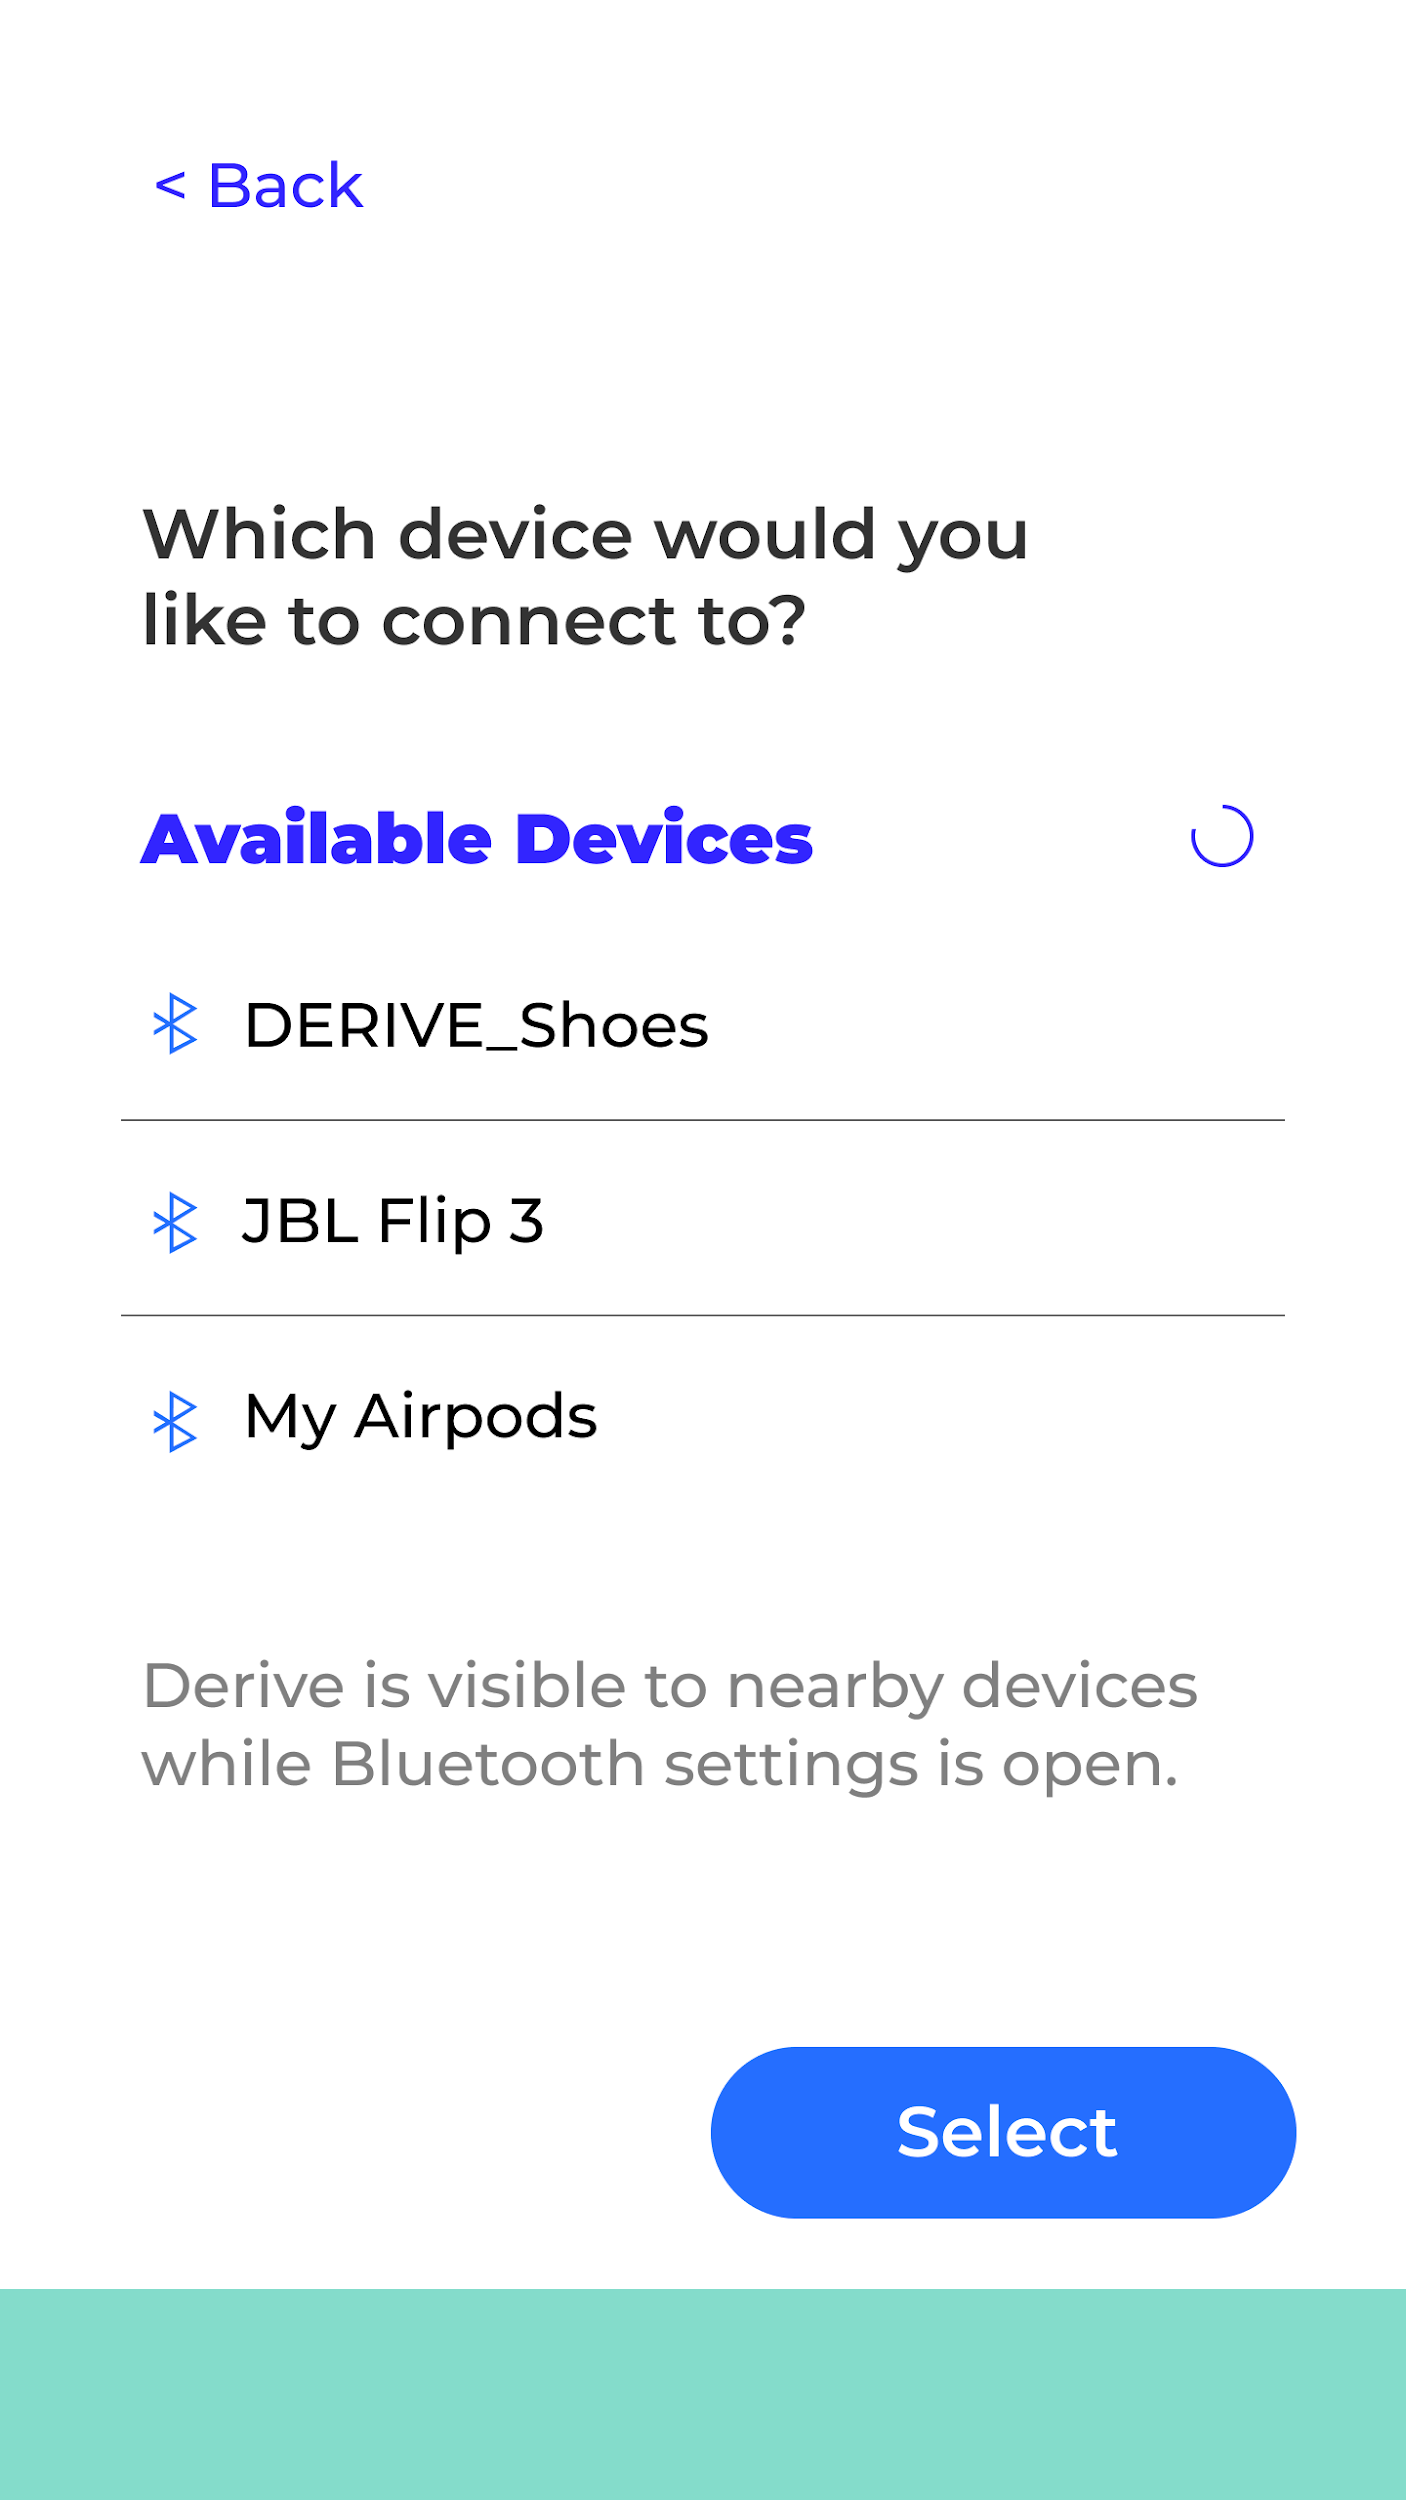 < Back
Which device would you
like to connect to?
Available Devices
DERIVE_Shoes
JBL Flip 3
My Airpods
Derive is visible to nearby devices
while Bluetooth settings is open.
Select